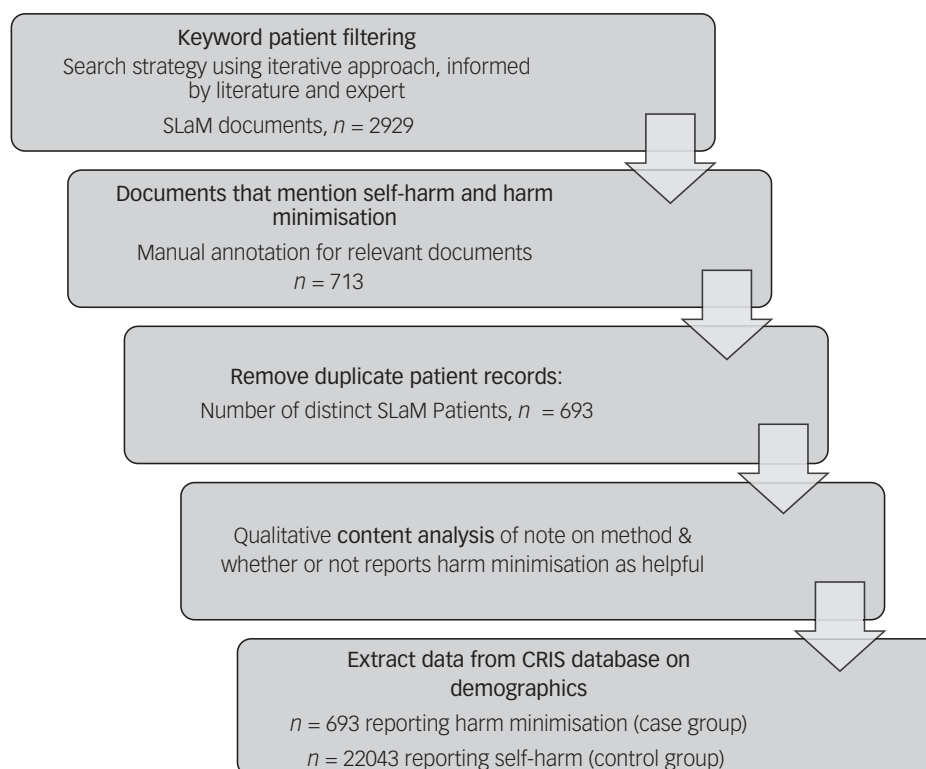 Keyword patient filtering
Search strategy using iterative approach, informed
by literature and expert
SLaM documents, n = 2929
Documents that mention self-harm and harm
minimisation
Manual annotation for relevant documents
n = 713
Remove duplicate patient records:
Number of distinct SLaM Patients, n = 693
Qualitative content analysis of note on method &
whether or not reports harm minimisation as helpful
Extract data from CRIS database on
demographics
n = 693 reporting harm minimisation (case group)
n = 22043 reporting self-harm (control group)